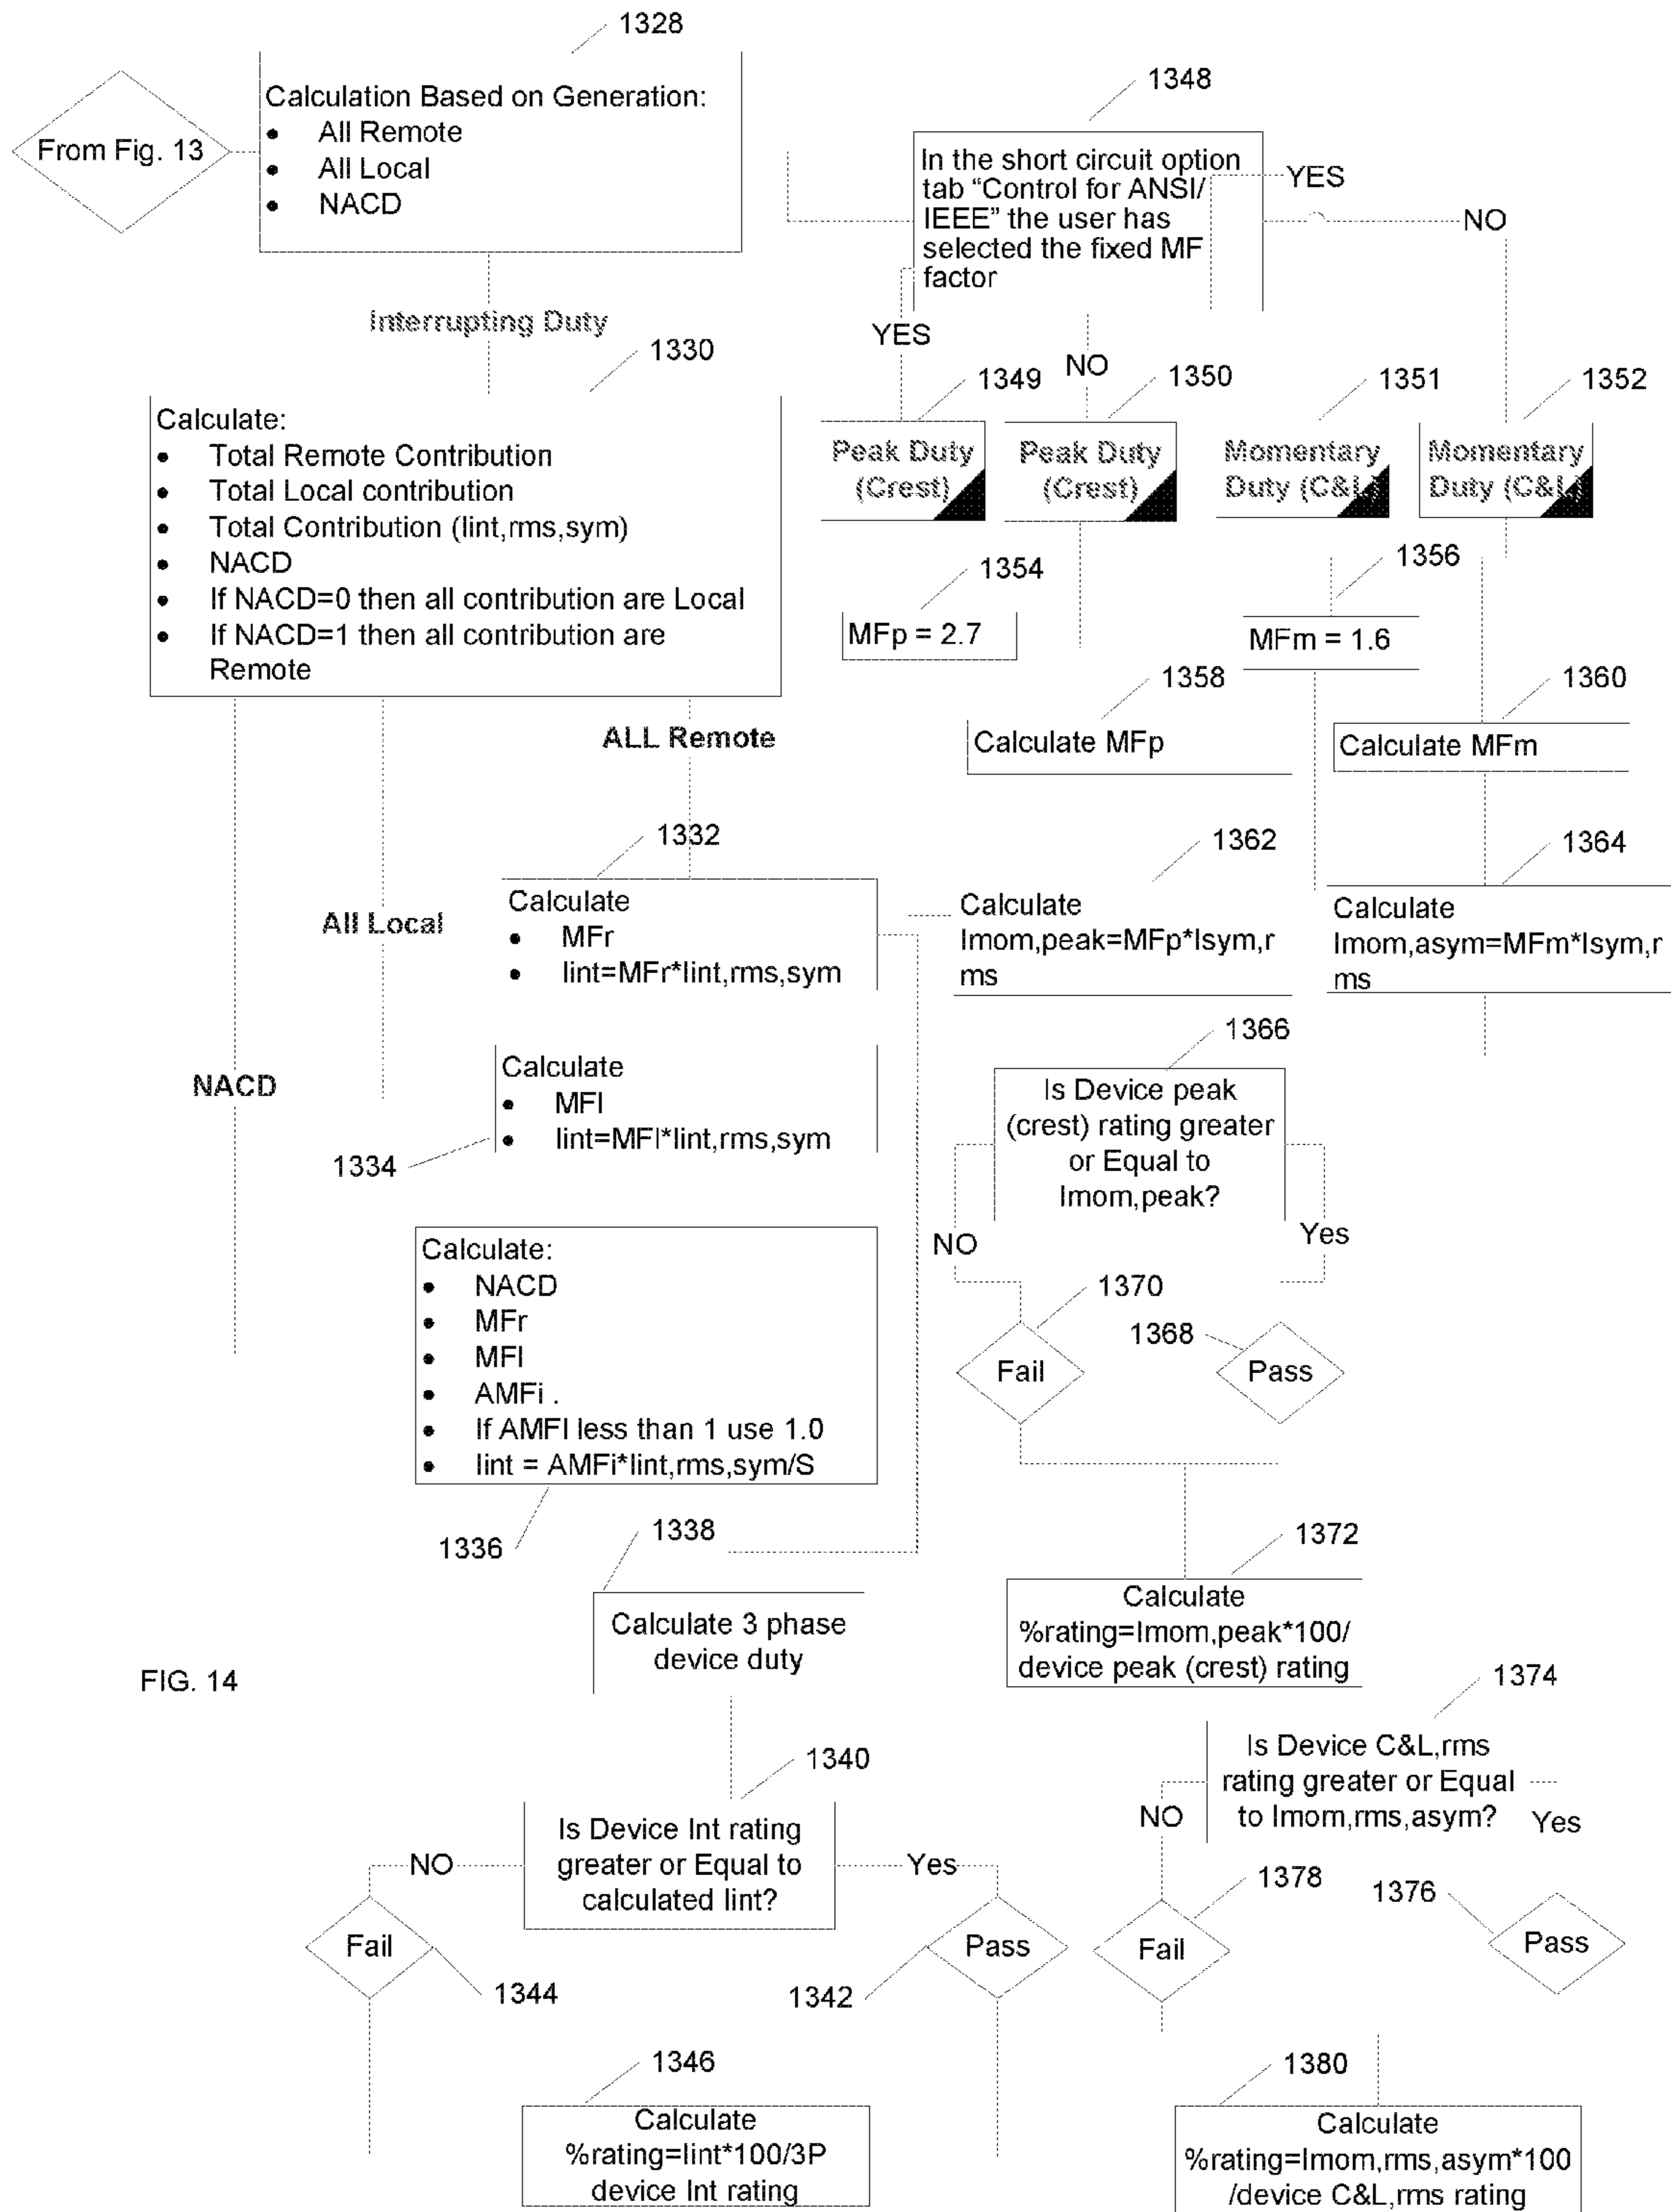 1328
From Fig. 13
Calculation Based on Generation:
• All Remote
• All Local
• NACD
1348
In the short circuit option
tab “Control for ANSI/
IEEE” the user has
selected the fixed MF
factor
YES
NO
Interrupting Duty
1330
YES
NO
1349
1350
1351
1352
Calculate:
• Total Remote Contribution
• Total Local contribution
• Total Contribution (Iint,rms,sym)
• NACD
• If NACD=0 then all contribution are Local
• If NACD=1 then all contribution are
Remote
Peak Duty
(Crest)
Peak Duty
(Crest)
Momentary
Duty (C&L)
Momentary
Duty (C&L)
1354
MFp = 2.7
1356
MFm = 1.6
1358
Calculate MFp
1360
Calculate MFm
ALL Remote
All Local
NACD
1332
Calculate
• MFr
• Iint=MFr*Iint,rms,sym
1362
Calculate
Imom,peak=MFp*Isym,r
ms
1364
Calculate
Imom,asym=MFm*Isym,r
ms
Calculate
• MFl
• Iint=MFl*Iint,rms,sym
1334
1366
Is Device peak
(crest) rating greater
or Equal to
Imom,peak?
NO
Yes
Calculate:
• NACD
• MFr
• MFl
• AMFi .
• If AMFI less than 1 use 1.0
• Iint = AMFi*Iint,rms,sym/S
1336
1370
Fail
1368
Pass
1338
Calculate 3 phase
device duty
1372
Calculate
%rating=Imom,peak*100/
device peak (crest) rating
FIG. 14
1340
Is Device Int rating
greater or Equal to
calculated Iint?
NO
Yes
1374
Is Device C&L,rms
rating greater or Equal
to Imom,rms,asym?
NO
Yes
Fail
1344
Pass
1342
1378
Fail
1376
Pass
1346
Calculate
%rating=Iint*100/3P
device Int rating
1380
Calculate
%rating=Imom,rms,asym*100
/device C&L,rms rating